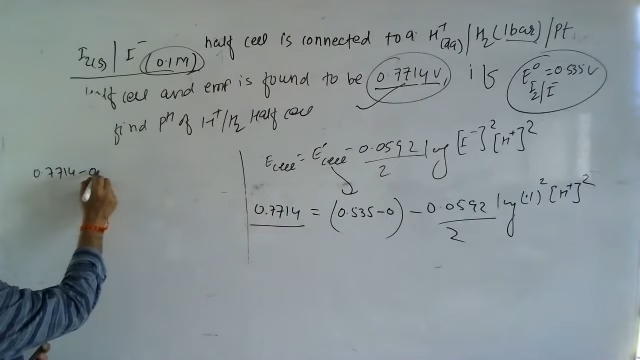 I2(s) | I⁻ (0.1M) half cell is connected to a H⁺(aq) | H2 (1bar) / Pt
half cell and emf is found to be 0.7714V if E° = 0.535V I2/I⁻
find pH of H⁺/H2 Half cell
Ecell = E°cell - 0.0592/2 log [I⁻]² [H⁺]²
0.7714 = (0.535-0) - 0.0592/2 log (.1)² [H⁺]²
0.7714 - 0